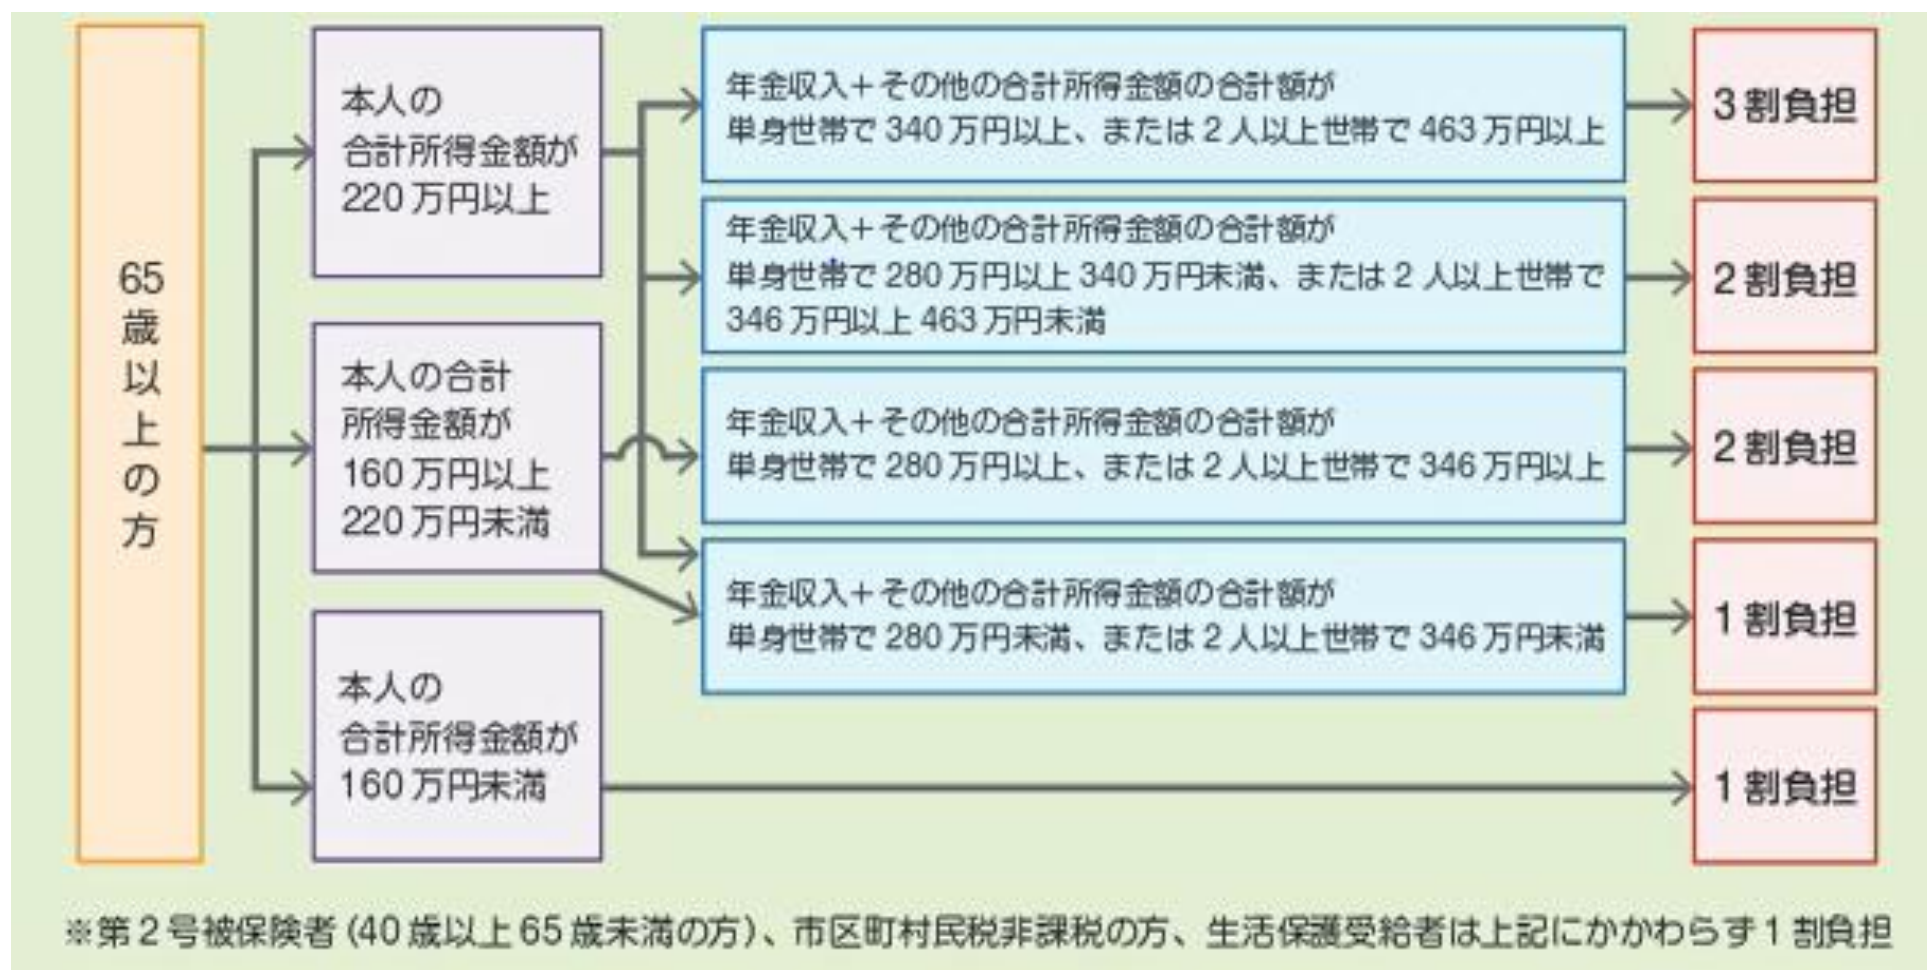 65歳以上の方
本人の
合計所得金額が
220万円以上
年金収入+その他の合計所得金額の合計額が
単身世帯で340万円以上、または2人以上世帯で463万円以上
3割負担
年金収入+その他の合計所得金額の合計額が
単身世帯で280万円以上340万円未満、または2人以上世帯で
346万円以上463万円未満
2割負担
本人の合計
所得金額が
160万円以上
220万円未満
年金収入+その他の合計所得金額の合計額が
単身世帯で280万円以上、または2人以上世帯で346万円以上
2割負担
年金収入+その他の合計所得金額の合計額が
単身世帯で280万円未満、または2人以上世帯で346万円未満
1割負担
本人の
合計所得金額が
160万円未満
1割負担
※第2号被保険者(40歳以上65歳未満の方)、市区町村民税非課税の方、生活保護受給者は上記にかかわらず1割負担